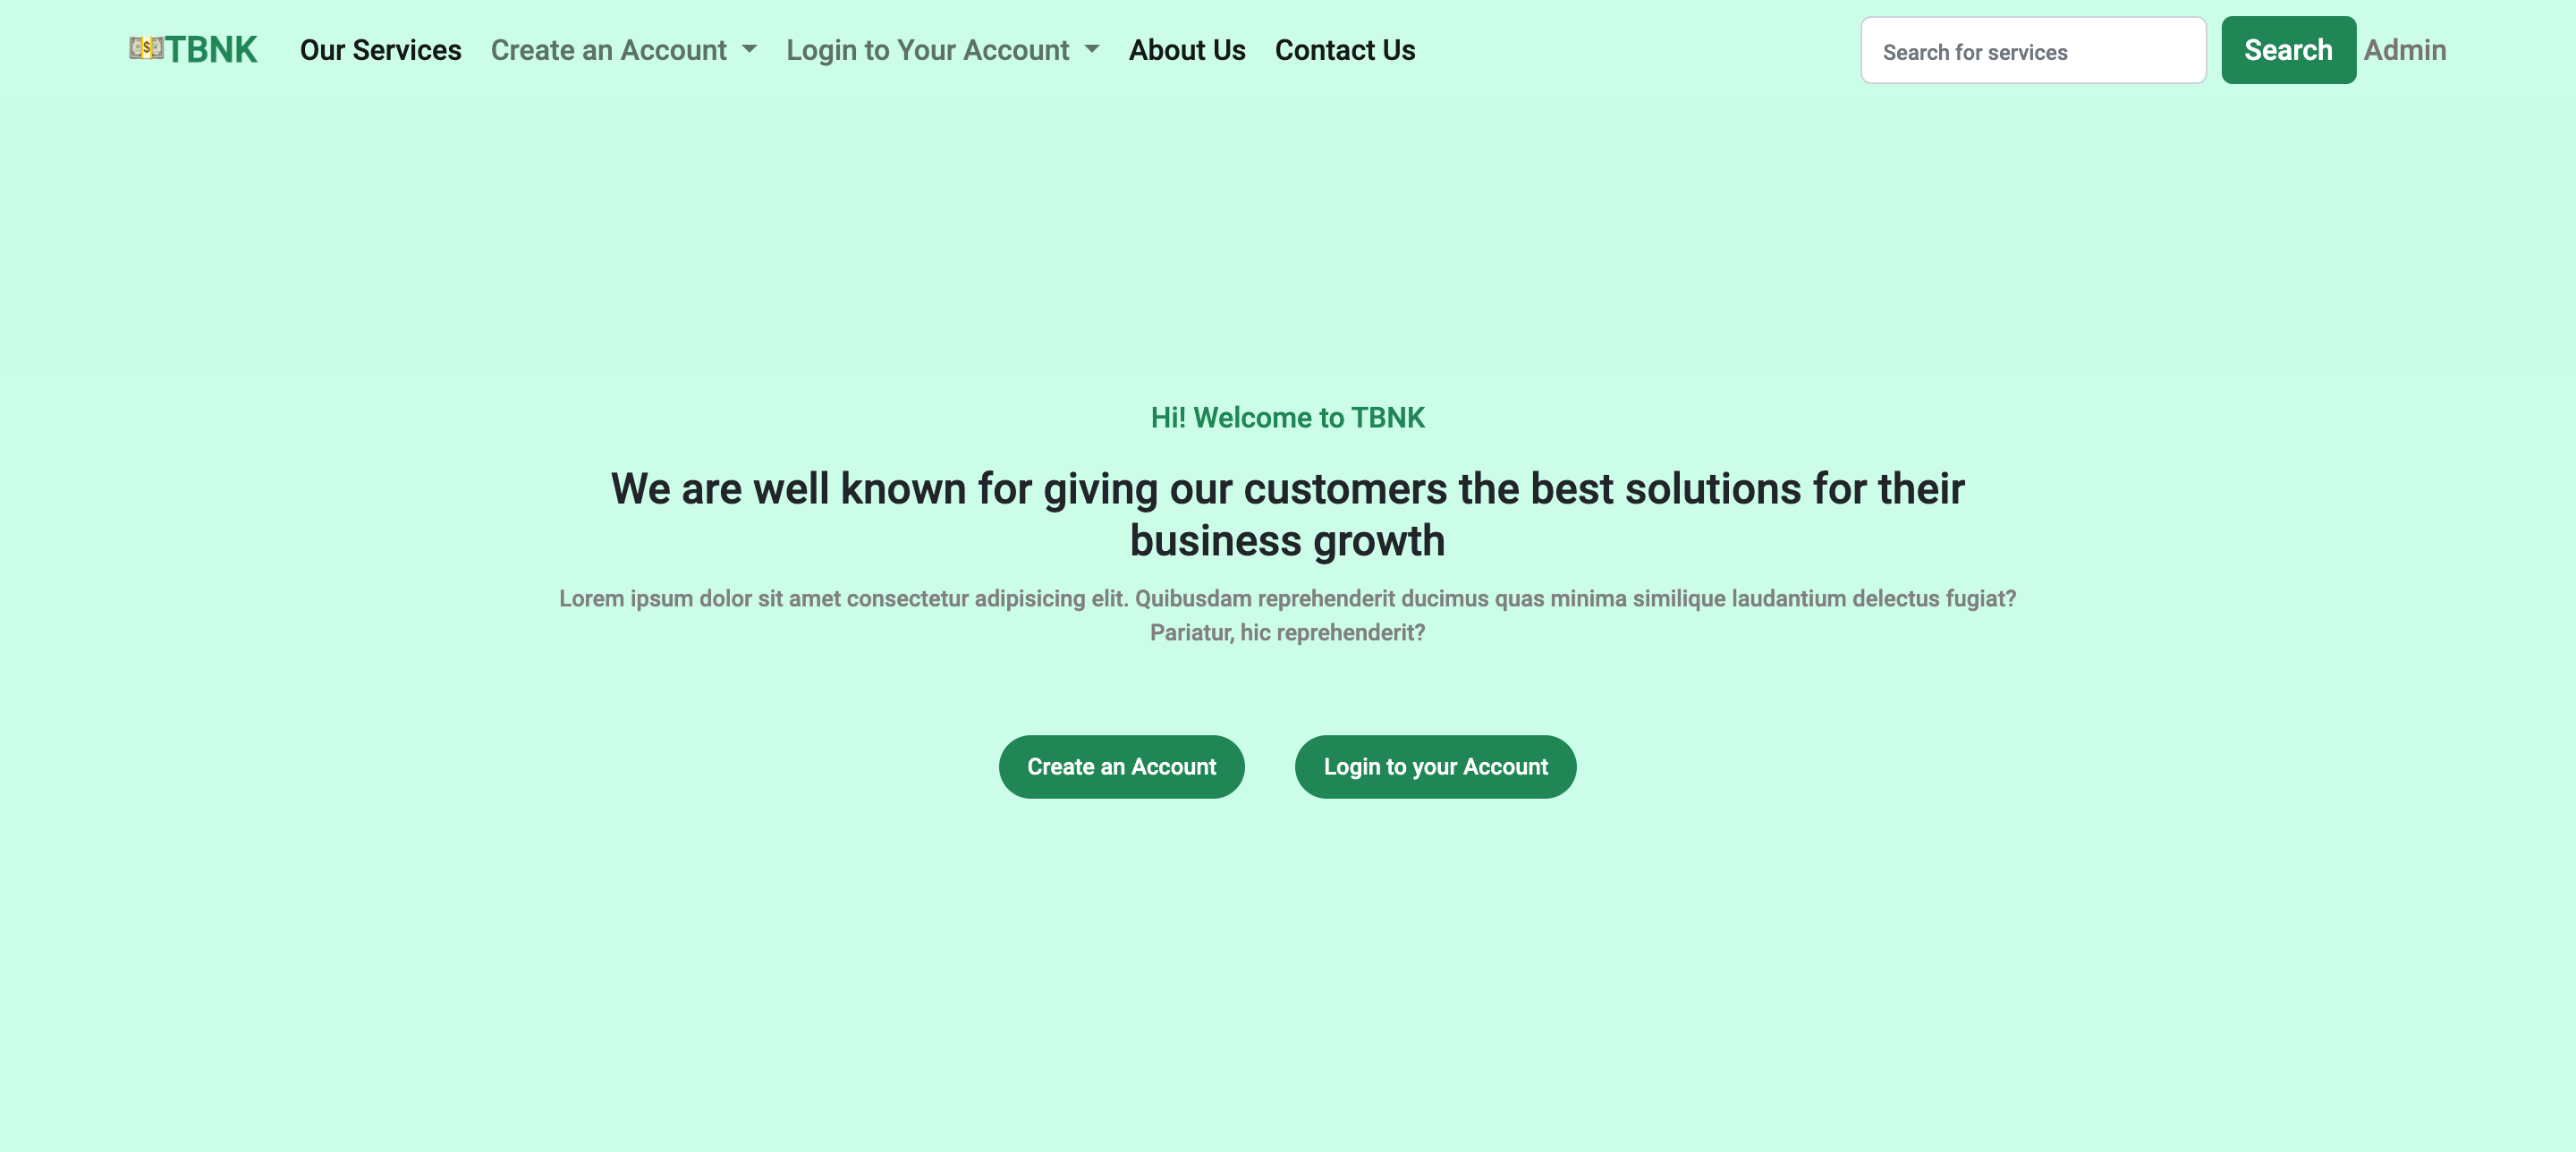 TBNK
Our Services
Create an Account
Login to Your Account
About Us
Contact Us
Search for services
Search
Admin
Hi! Welcome to TBNK
We are well known for giving our customers the best solutions for their
business growth
Lorem ipsum dolor sit amet consectetur adipisicing elit. Quibusdam reprehenderit ducimus quas minima similique laudantium delectus fugiat?
Pariatur, hic reprehenderit?
Create an Account
Login to your Account